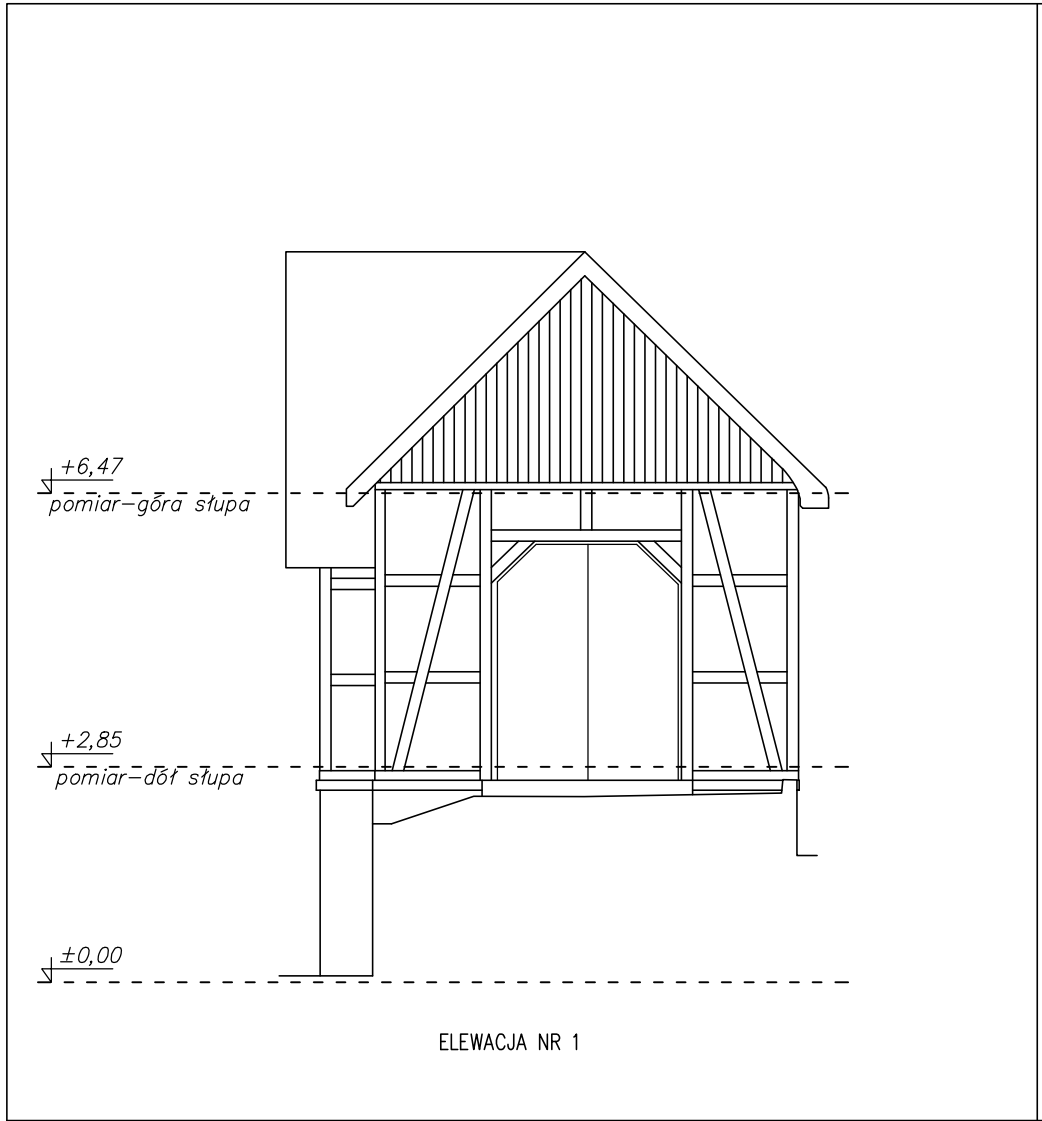 +6,47
pomiar-góra słupa
+2,85
pomiar-dół słupa
±0,00
ELEWACJA NR 1